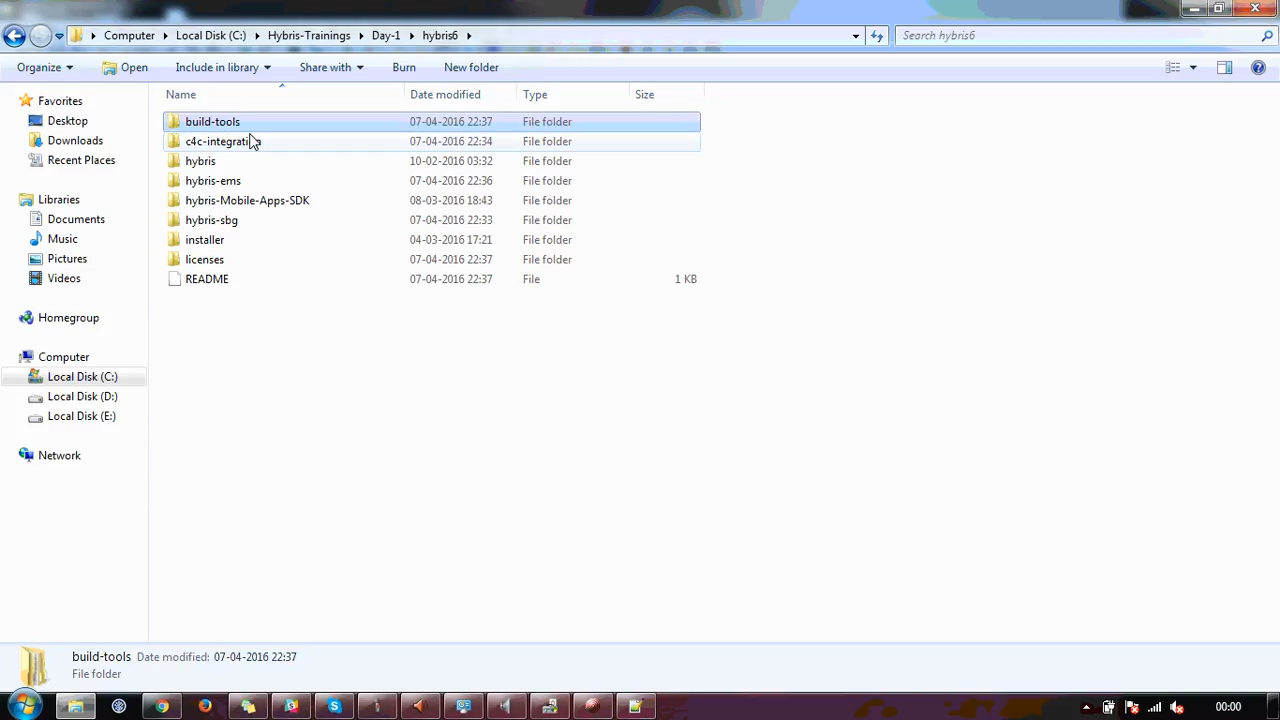 Computer Local Disk (C:) Hybris-Trainings Day-1 hybris6 Search hybris6
Organize Open Include in library Share with Burn New folder
Name Date modified Type Size
Favorites
Desktop
Downloads
Recent Places
Libraries
Documents
Music
Pictures
Videos
Homegroup
Computer
Local Disk (C:)
Local Disk (D:)
Local Disk (E:)
Network
build-tools 07-04-2016 22:37 File folder
07-04-2016 22:34 File folder
hybris 10-02-2016 03:32 File folder
hybris-ems 07-04-2016 22:36 File folder
hybris-Mobile-Apps-SDK 08-03-2016 18:43 File folder
hybris-sbg 07-04-2016 22:33 File folder
installer 04-03-2016 17:21 File folder
licenses 07-04-2016 22:37 File folder
README 07-04-2016 22:37 File 1 KB
build-tools Date modified: 07-04-2016 22:37
File folder
00:00